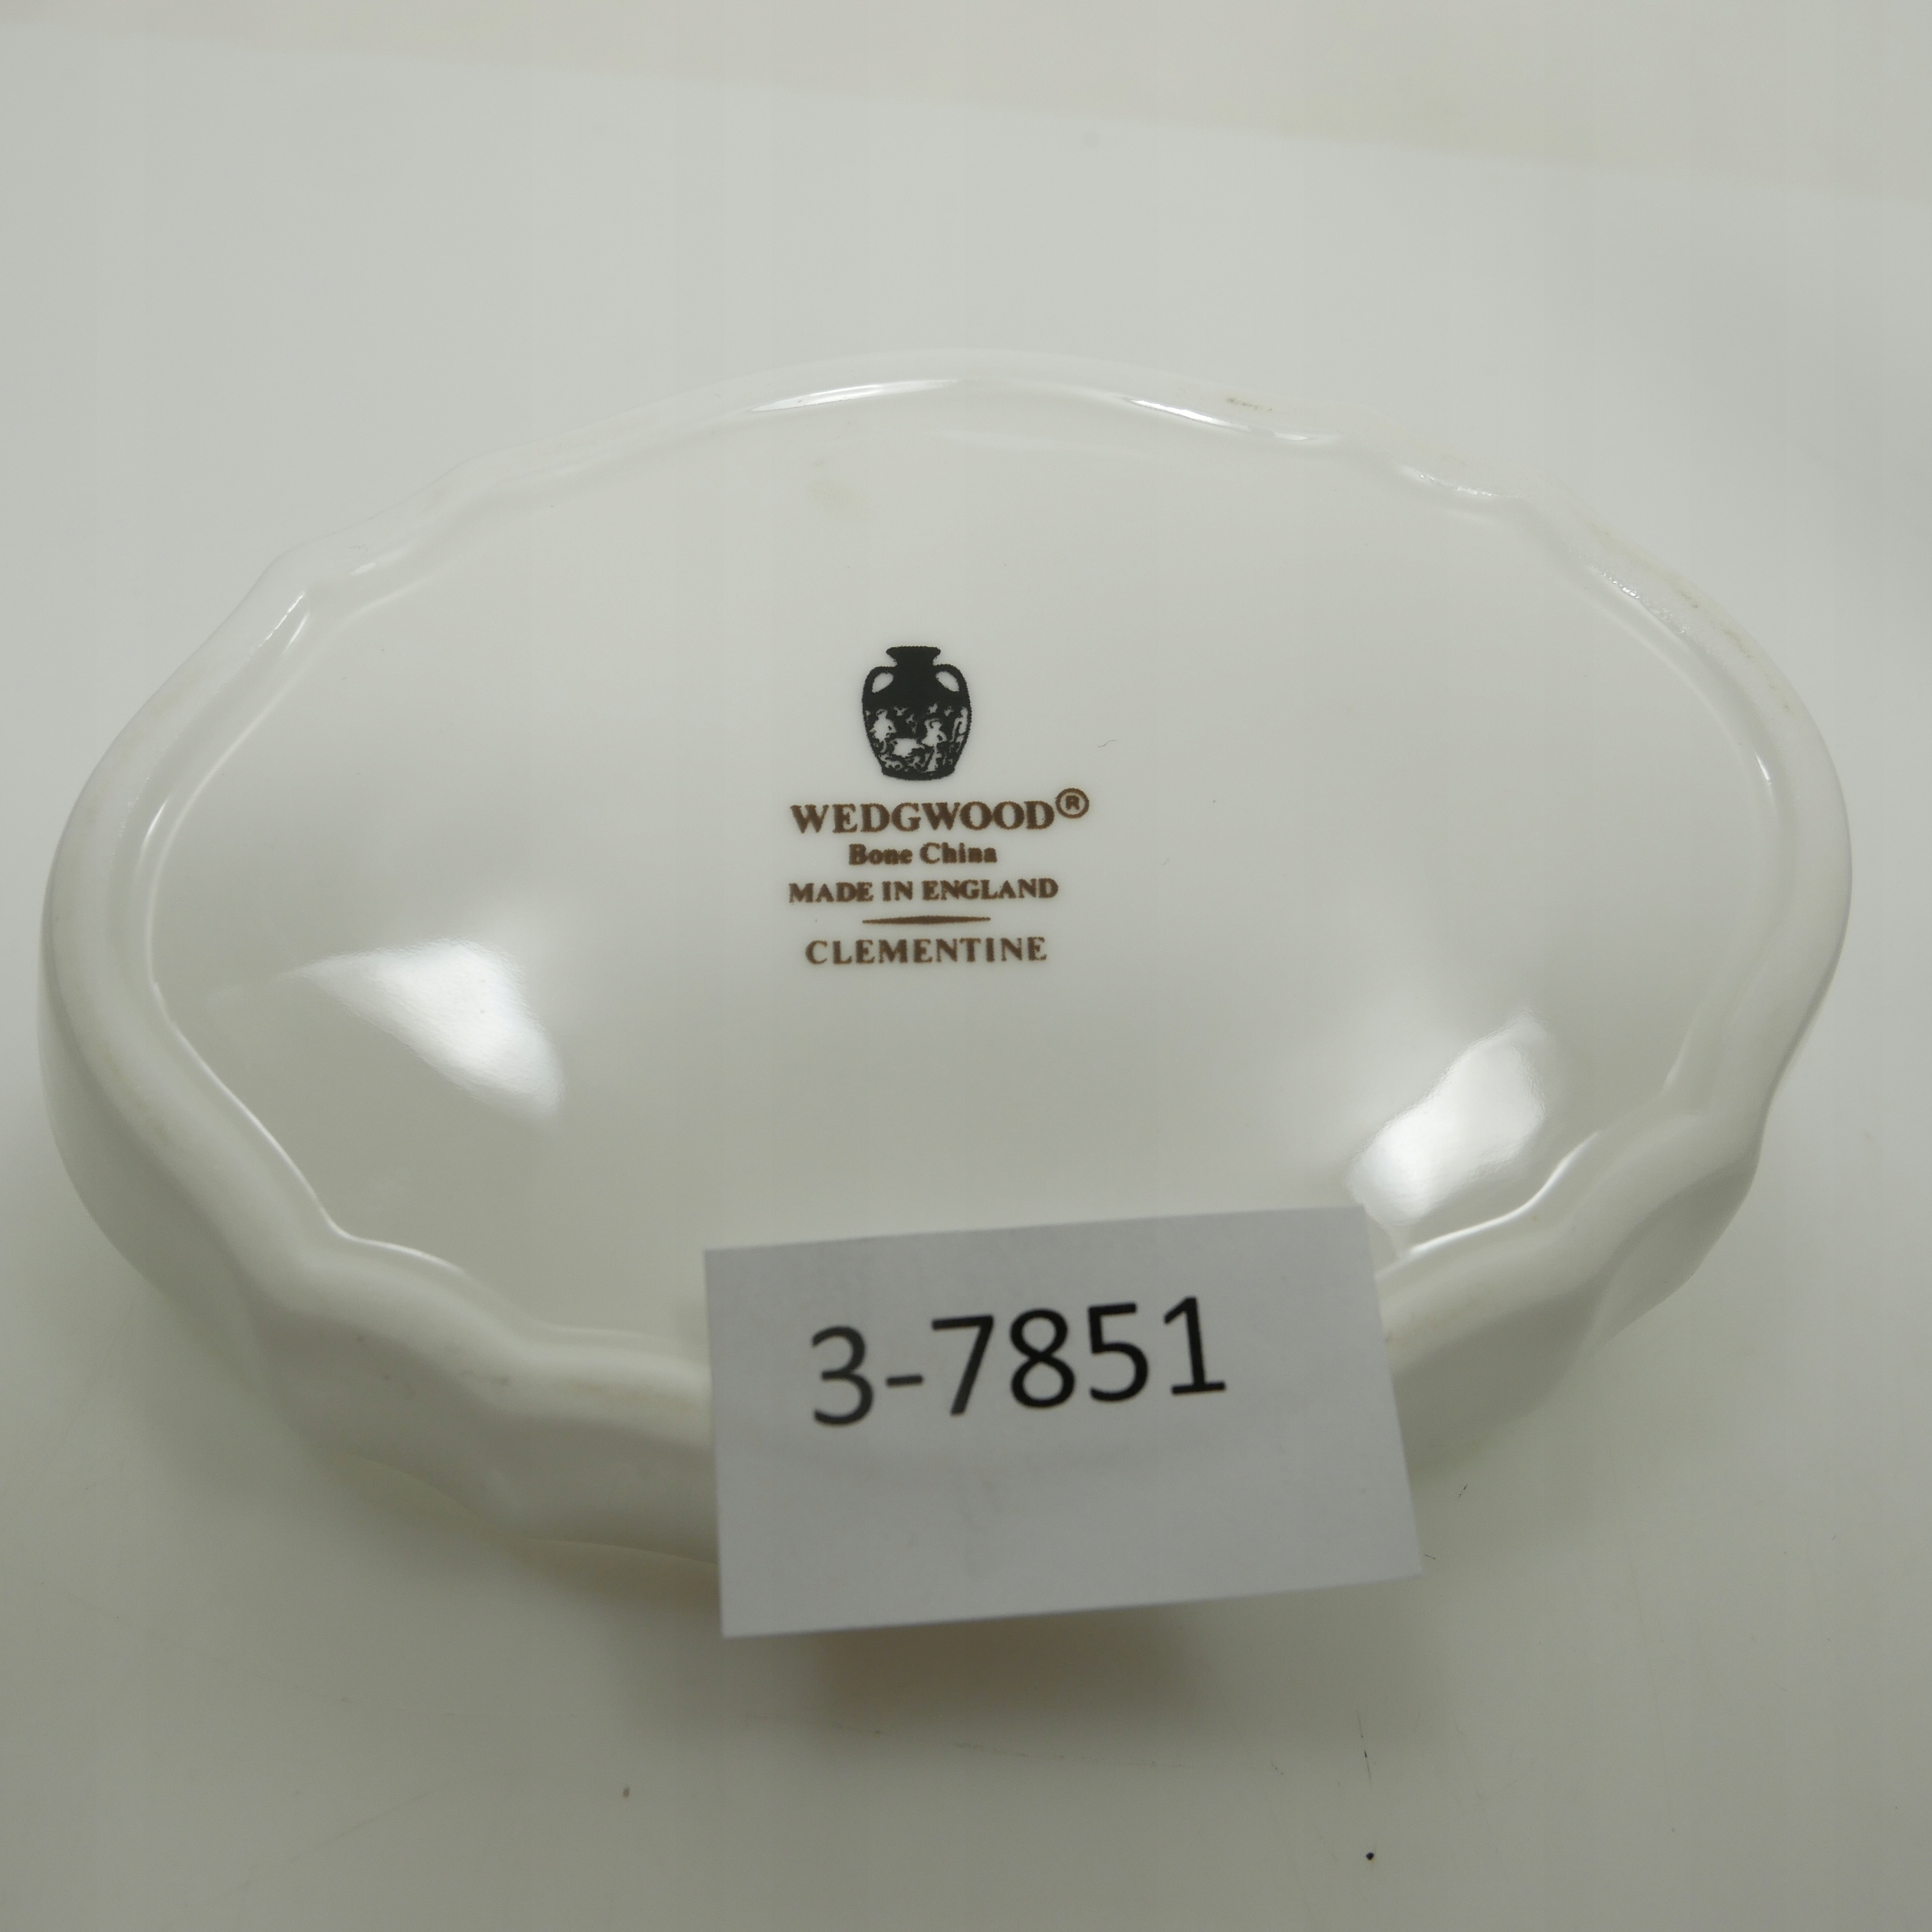 WEDGWOOD®
Bone China
MADE IN ENGLAND
CLEMENTINE
3-7851